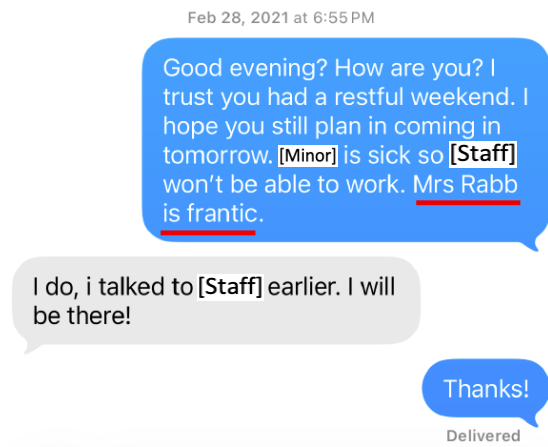 Feb 28, 2021 at 6:55 PM
Good evening? How are you? I
trust you had a restful weekend. I
hope you still plan in coming in
tomorrow. [Minor] is sick so [Staff]
won't be able to work. Mrs Rabb
is frantic.
I do, i talked to [Staff] earlier. I will
be there!
Thanks!
Delivered